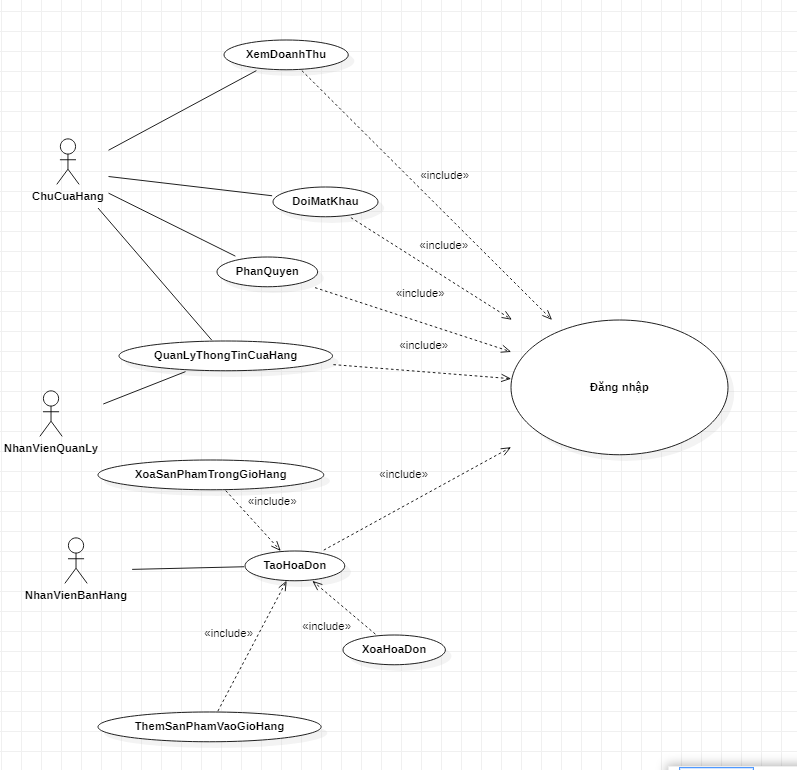 XemDoanhThu
«include»
ChuCuaHang
DoiMatKhau
«include»
PhanQuyen
«include»
«include»
QuanLyThongTinCuaHang
Đăng nhập
NhanVienQuanLy
XoaSanPhamTrongGioHang
«include»
«include»
TaoHoaDon
NhanVienBanHang
«include»
«include»
XoaHoaDon
ThemSanPhamVaoGioHang